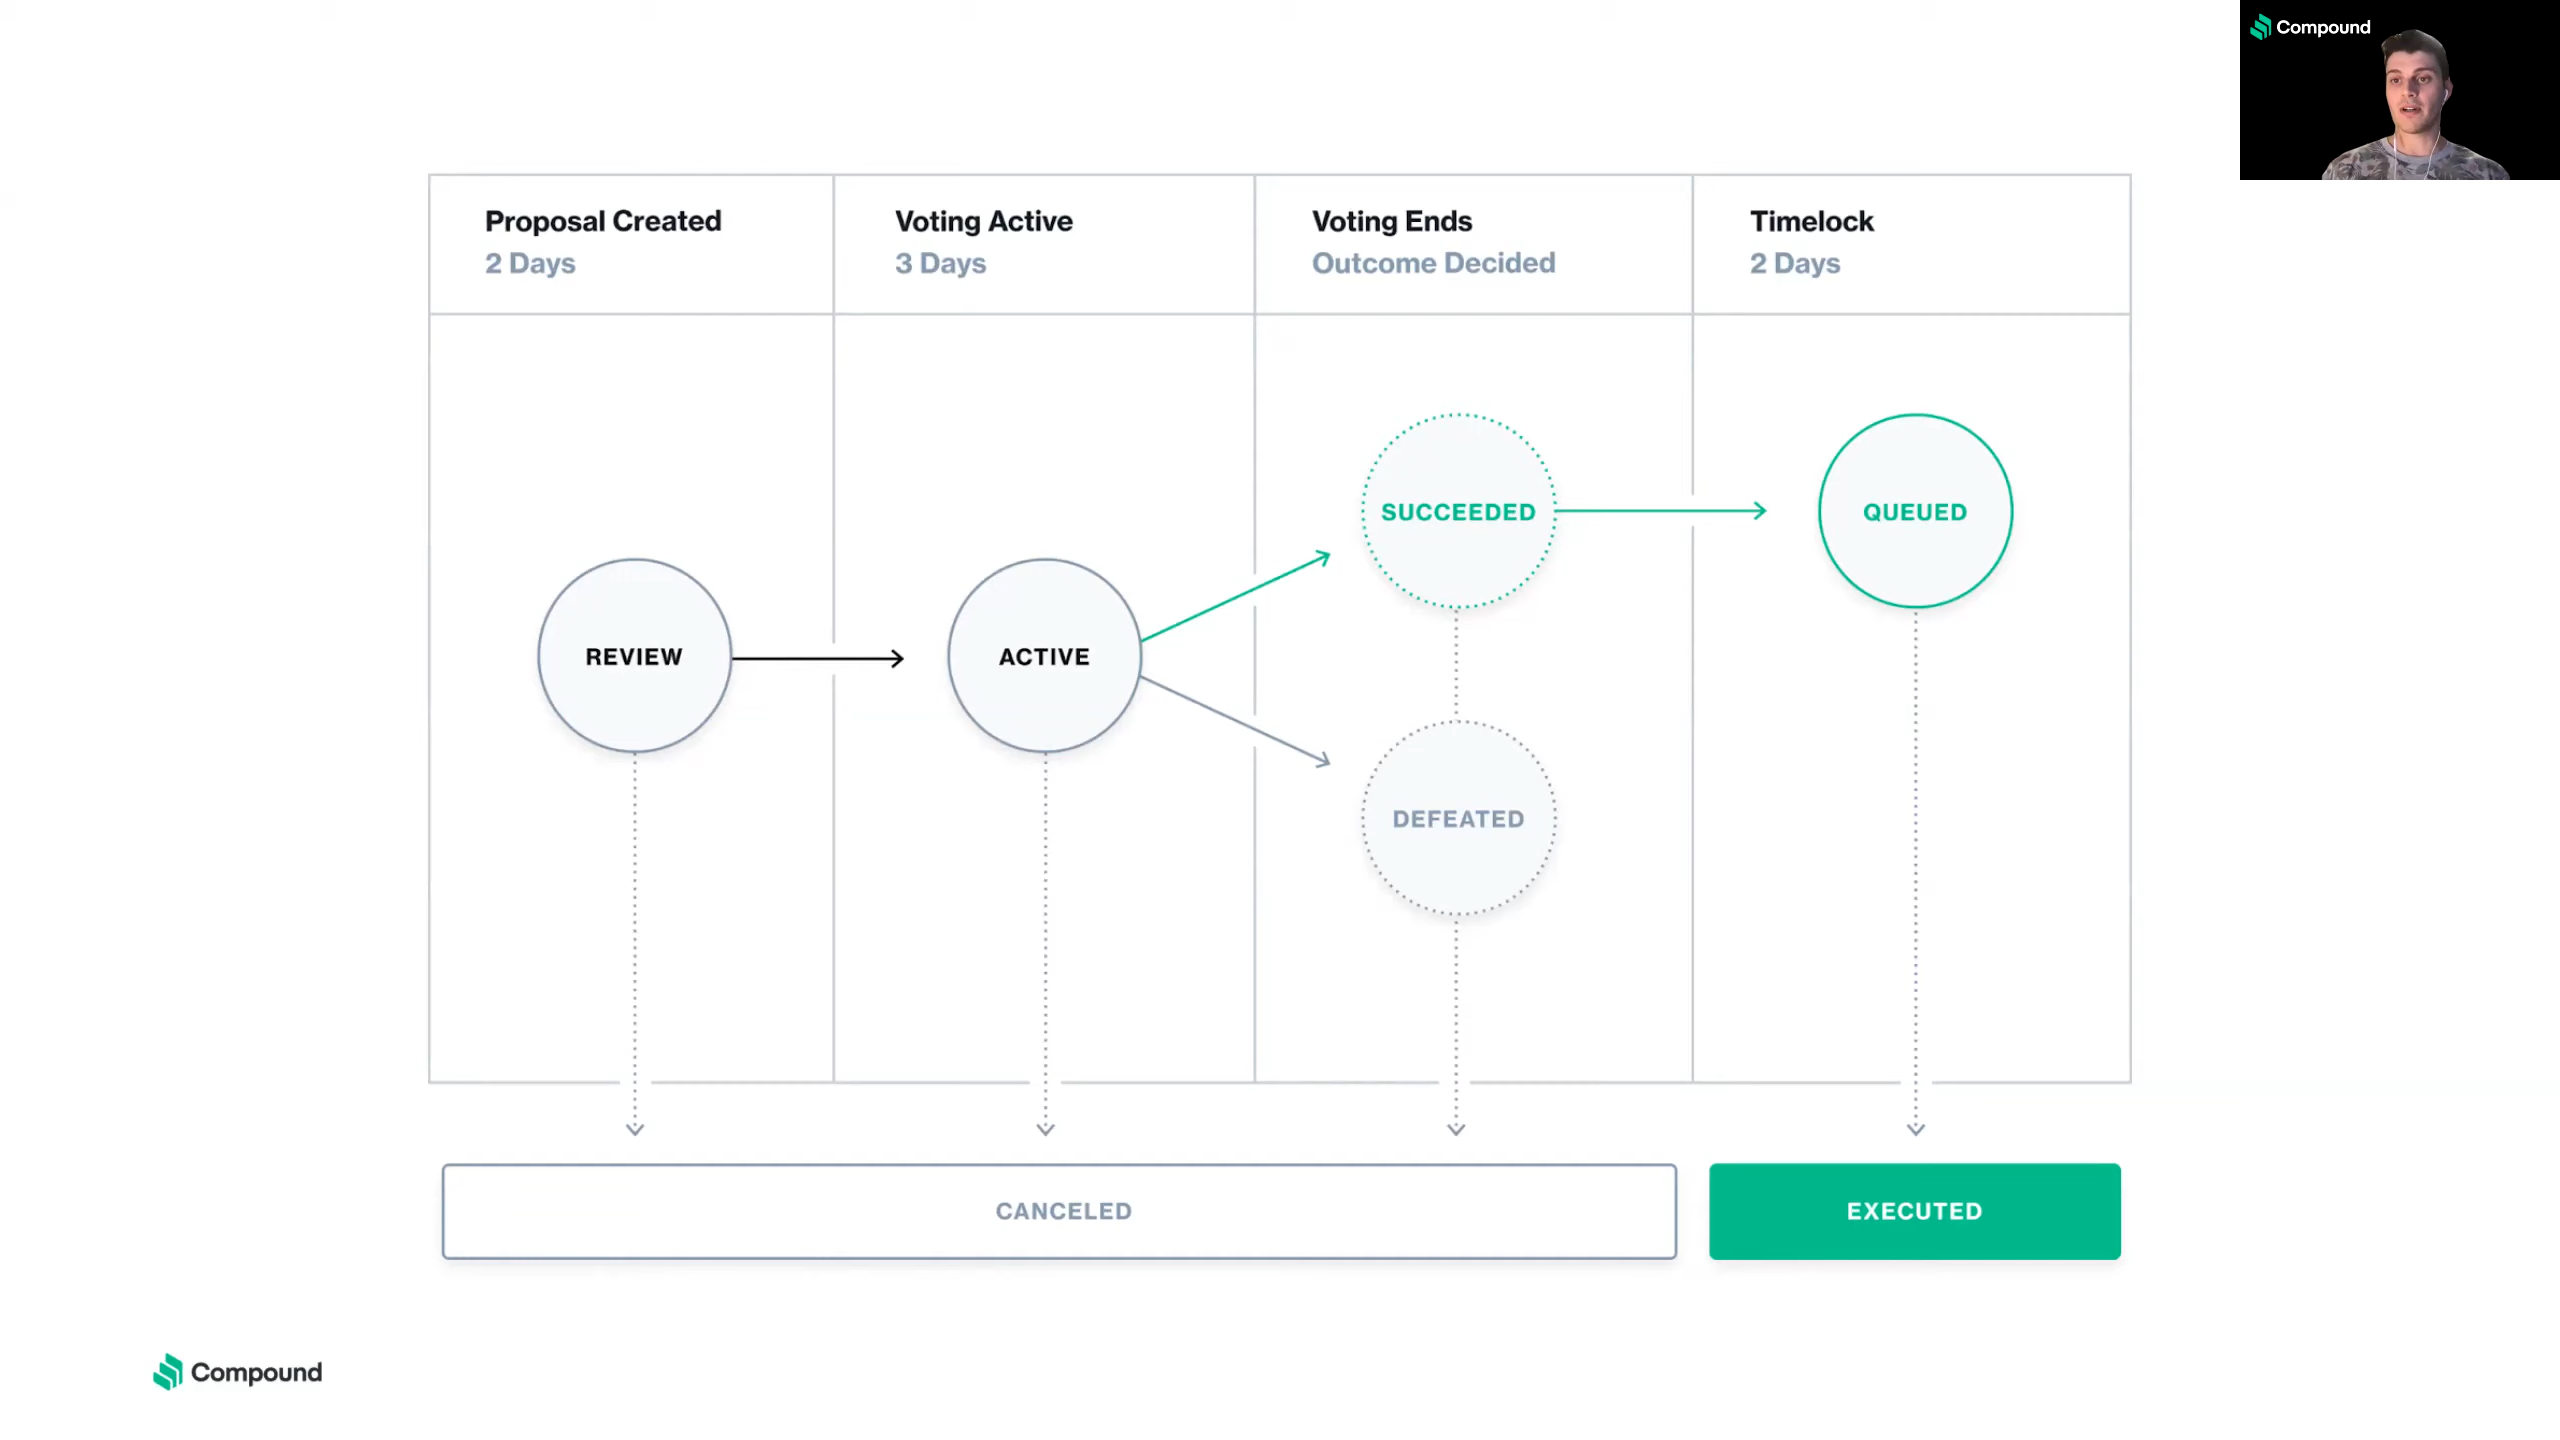 Compound
Proposal Created
2 Days
Voting Active
3 Days
Voting Ends
Outcome Decided
Timelock
2 Days
SUCCEEDED
QUEUED
REVIEW
ACTIVE
DEFEATED
CANCELED
EXECUTED
Compound